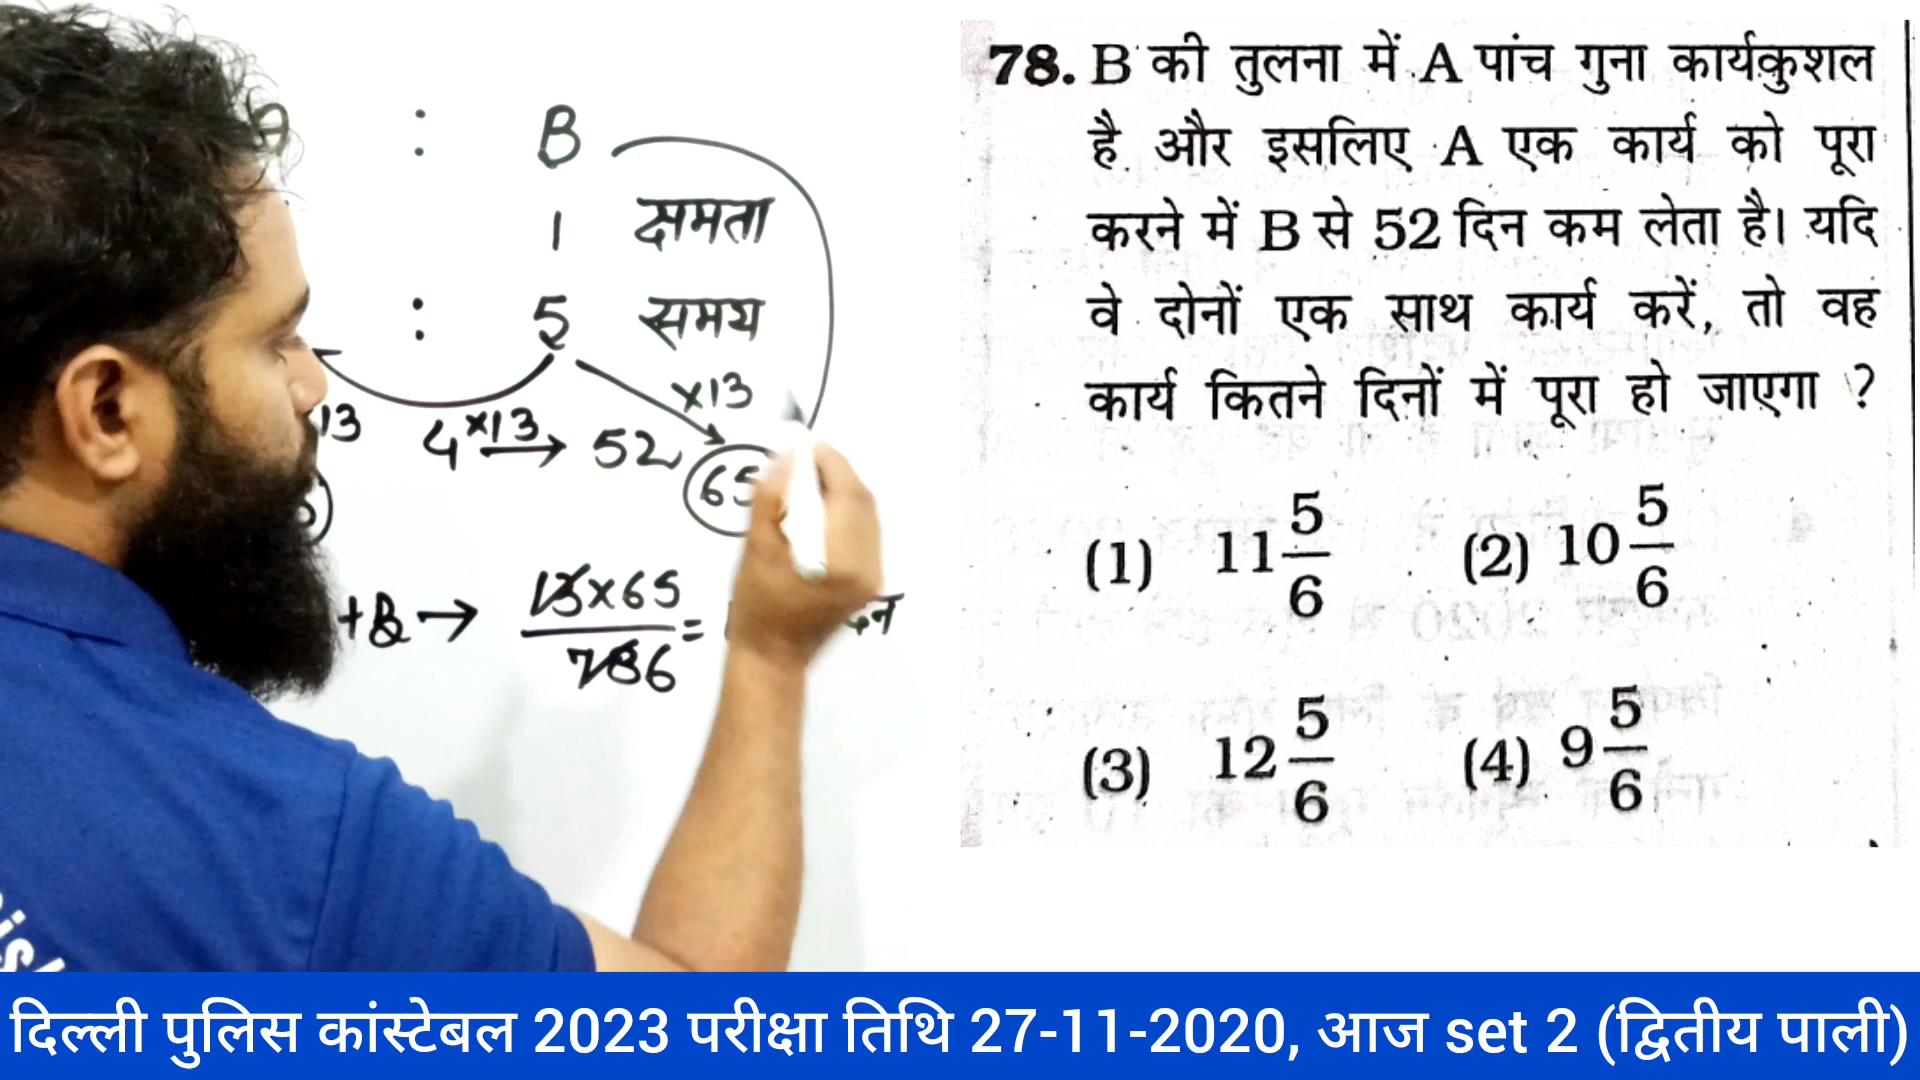 A : B
1 क्षमता
: 5 समय
×13
13 4 ×13 → 52
65
+B → 13×65 =
786
78. B की तुलना में A पांच गुना कार्यकुशल
है और इसलिए A एक कार्य को पूरा
करने में B से 52 दिन कम लेता है। यदि
वे दोनों एक साथ कार्य करें, तो वह
कार्य कितने दिनों में पूरा हो जाएगा ?
(1) 11 5/6 (2) 10 5/6
(3) 12 5/6 (4) 9 5/6
दिल्ली पुलिस कांस्टेबल 2023 परीक्षा तिथि 27-11-2020, आज set 2 (द्वितीय पाली)